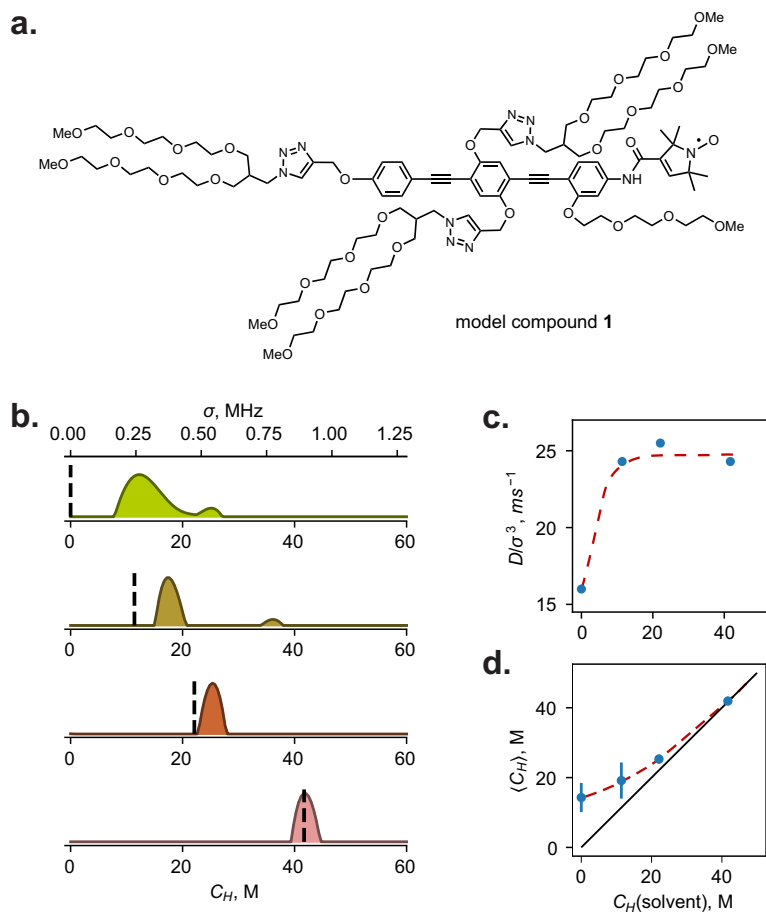 a.
OMe
OMe
O
O
O
O
O
O
N
N
N
O
O
N
O
MeO
O
O
O
O
N
N
N
O
O
O
MeO
O
O
O
O
N
O
NH
O
O
O
O
OMe
N
N
N
O
O
O
O
MeO
O
O
O
O
MeO
model compound 1
b.
σ, MHz
0.00 0.25 0.50 0.75 1.00 1.25
0 20 40 60
0 20 40 60
0 20 40 60
0 20 40 60
C_H, M
c.
D/σ³, ms⁻¹
25
20
15
0 20 40
d.
⟨C_H⟩, M
40
20
0
0 20 40
C_H(solvent), M